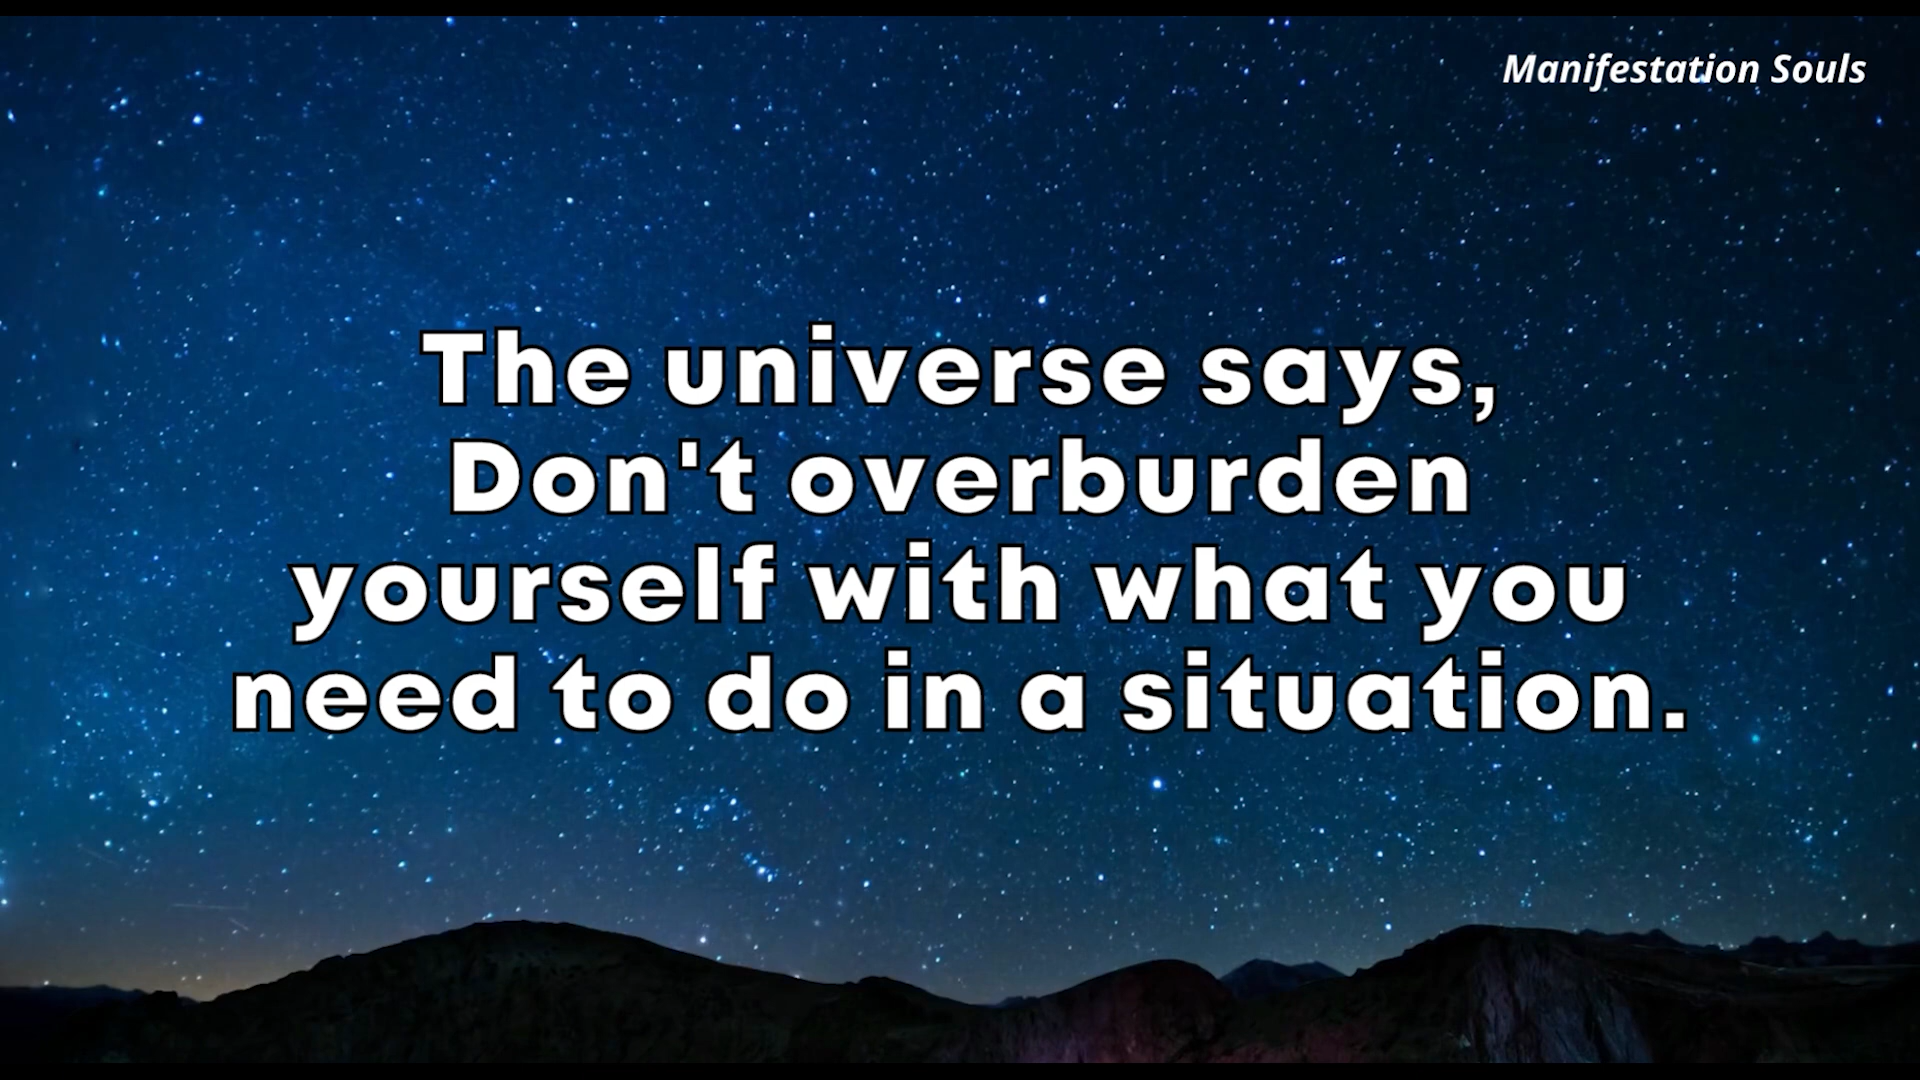 Manifestation Souls
The universe says,
Don't overburden
yourself with what you
need to do in a situation.